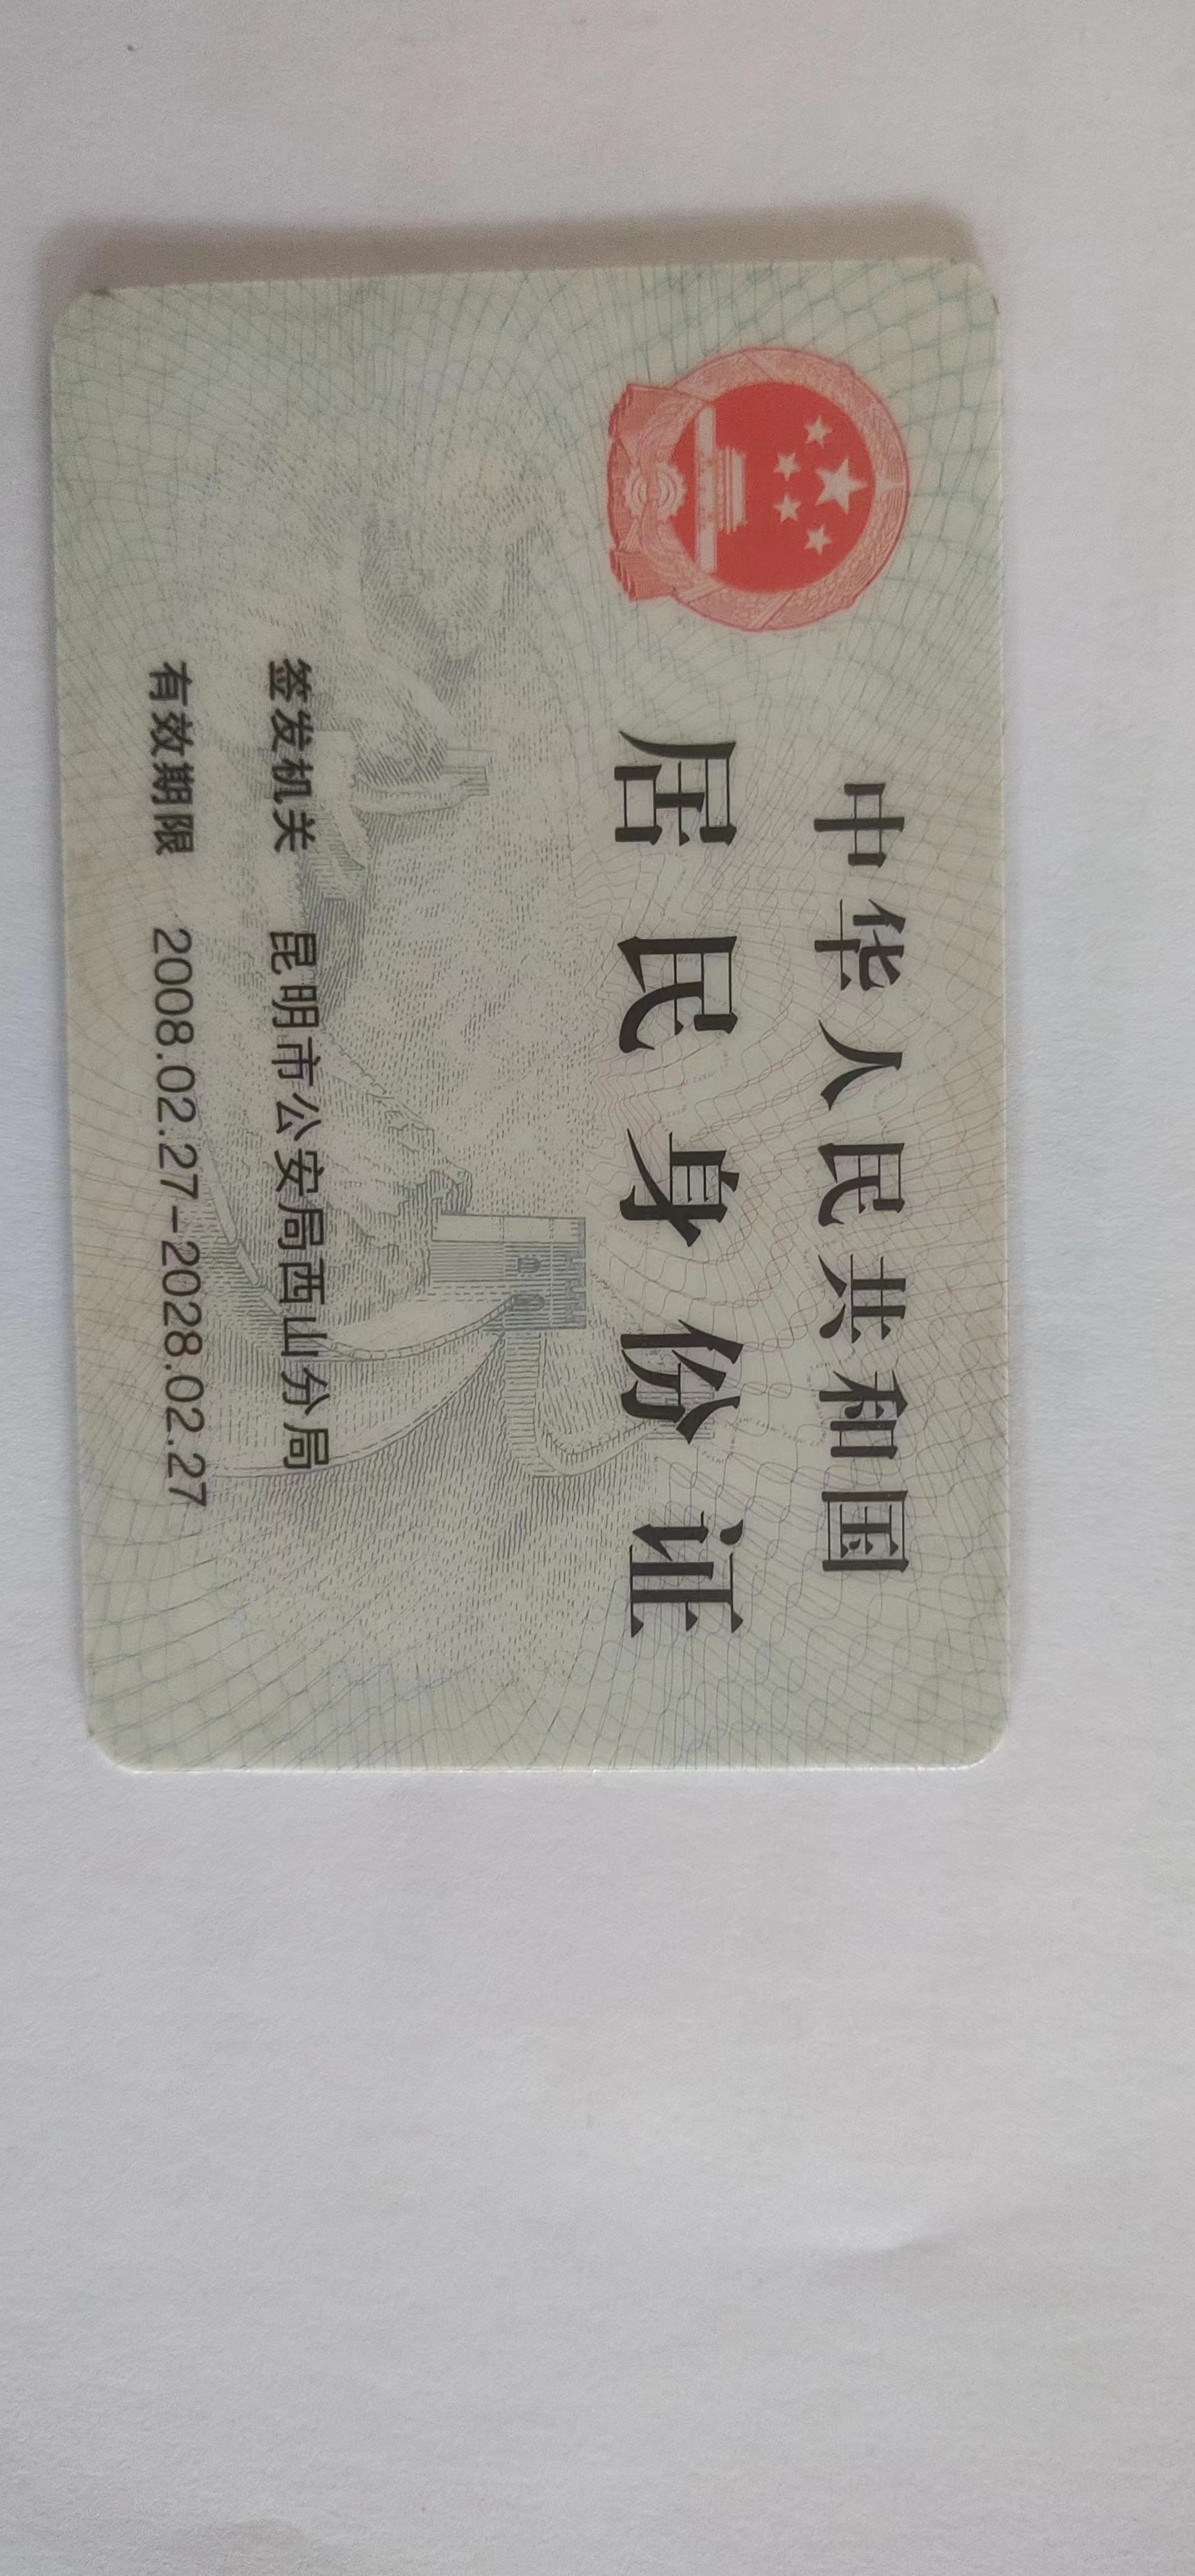 中华人民共和国
居民身份证
签发机关 昆明市公安局西山分局
有效期限 2008.02.27-2028.02.27